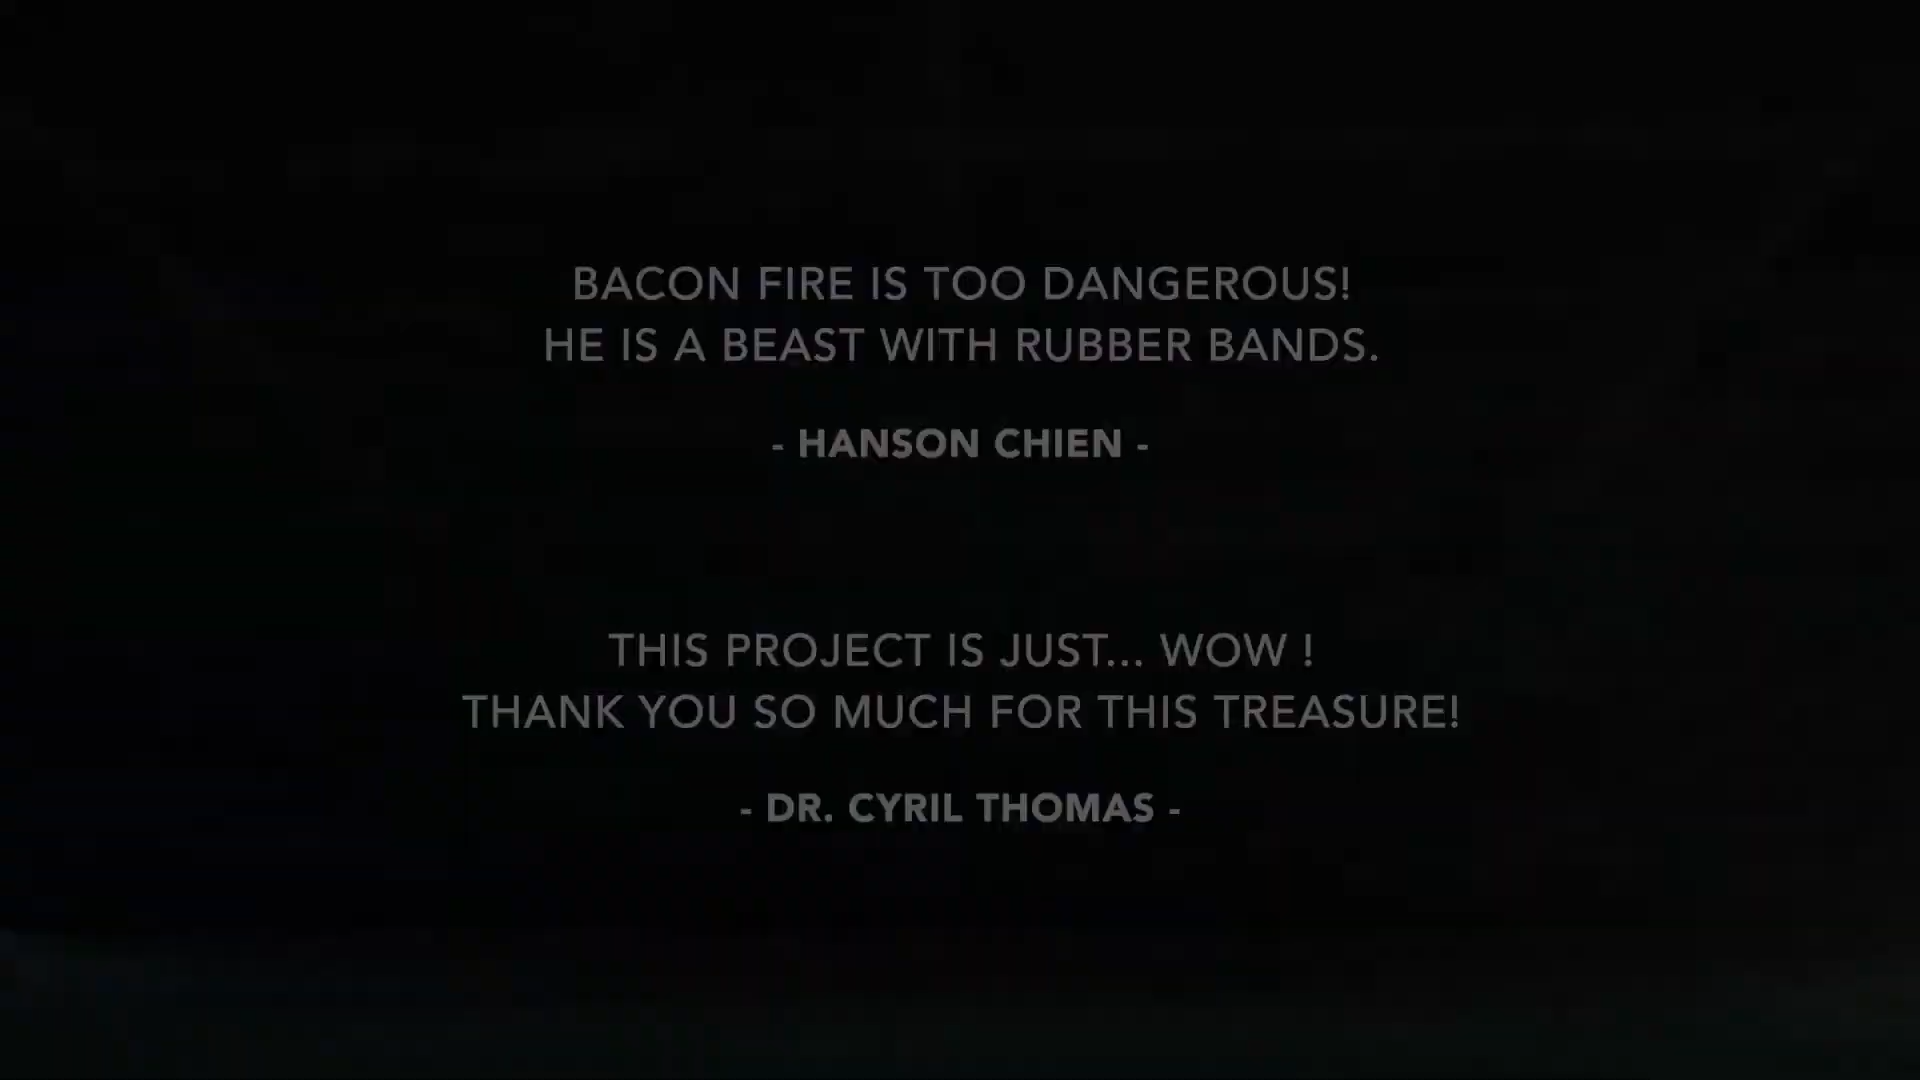 BACON FIRE IS TOO DANGEROUS!
HE IS A BEAST WITH RUBBER BANDS.
- HANSON CHIEN -
THIS PROJECT IS JUST... WOW !
THANK YOU SO MUCH FOR THIS TREASURE!
- DR. CYRIL THOMAS -